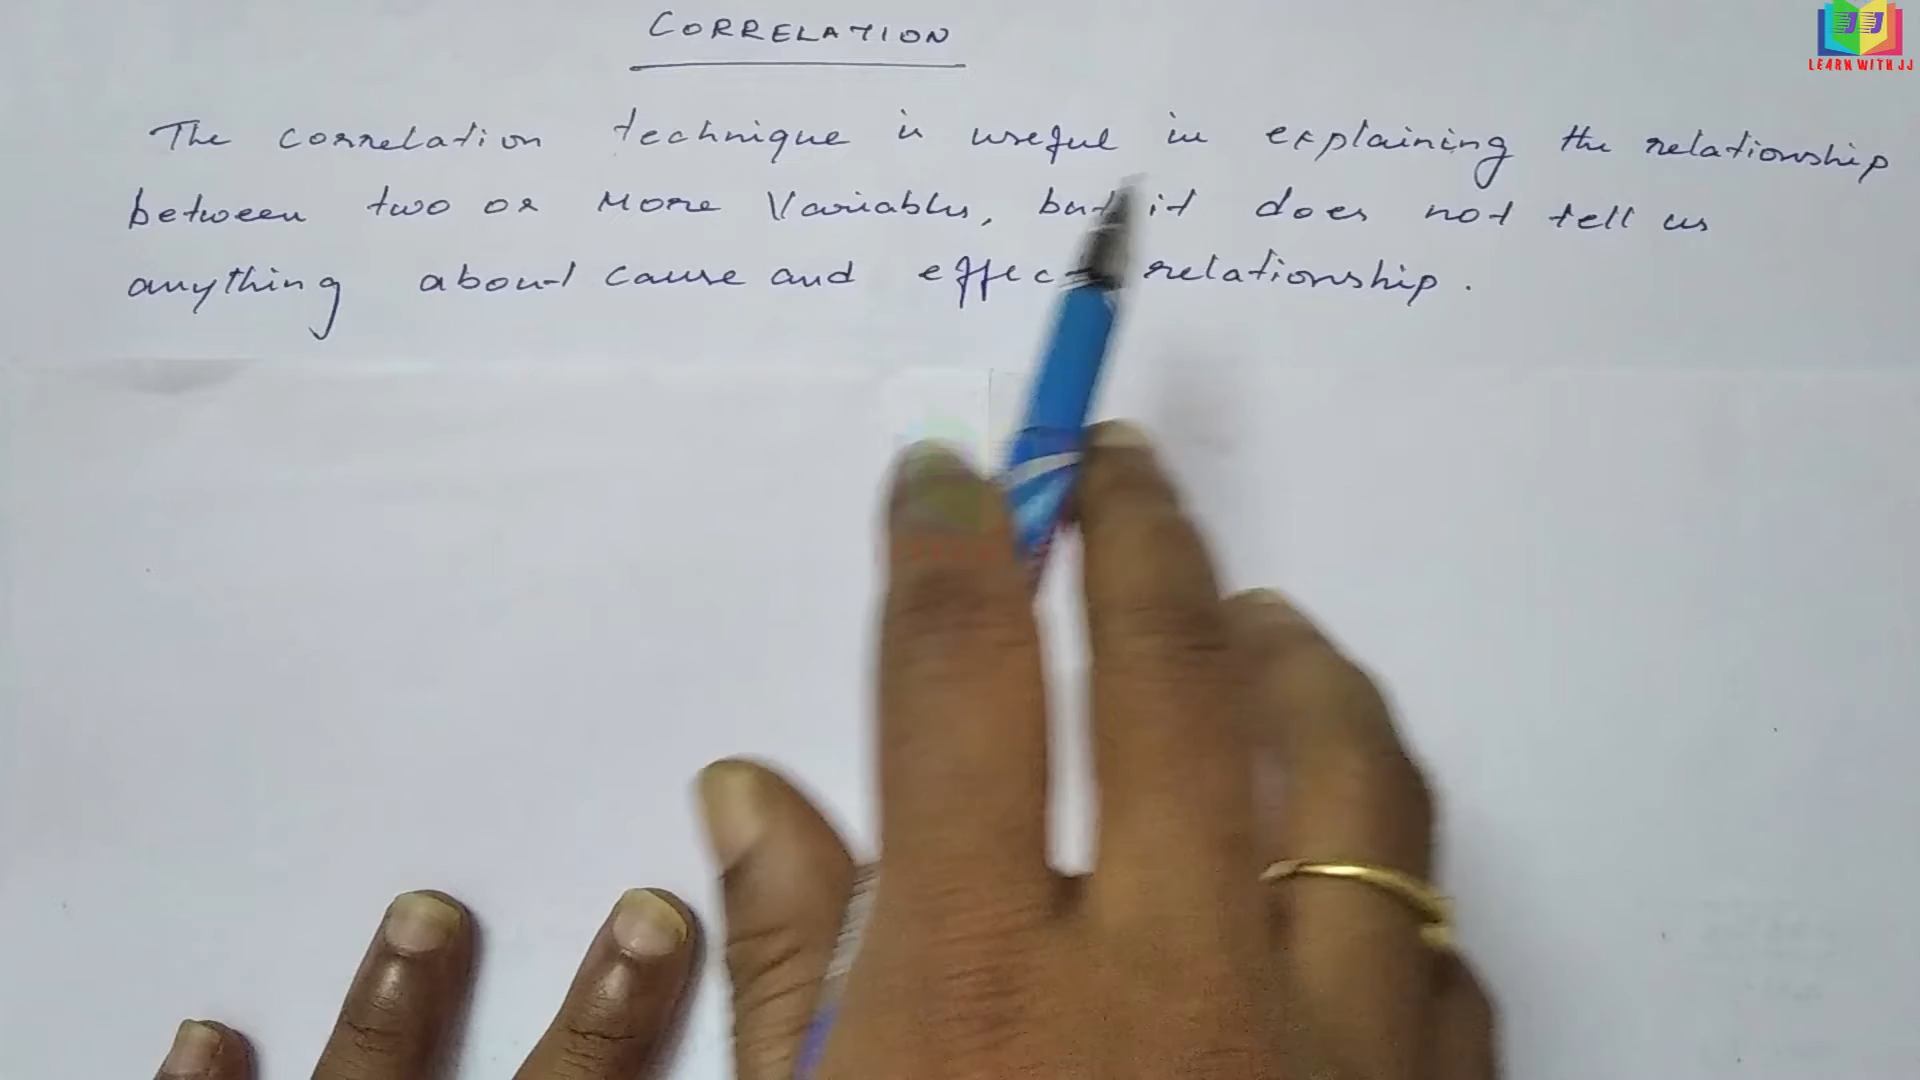 CORRELATION
LEARN WITH JJ
The correlation technique is useful in explaining the relationship
between two or more variables, but it does not tell us
anything about cause and effect relationship.